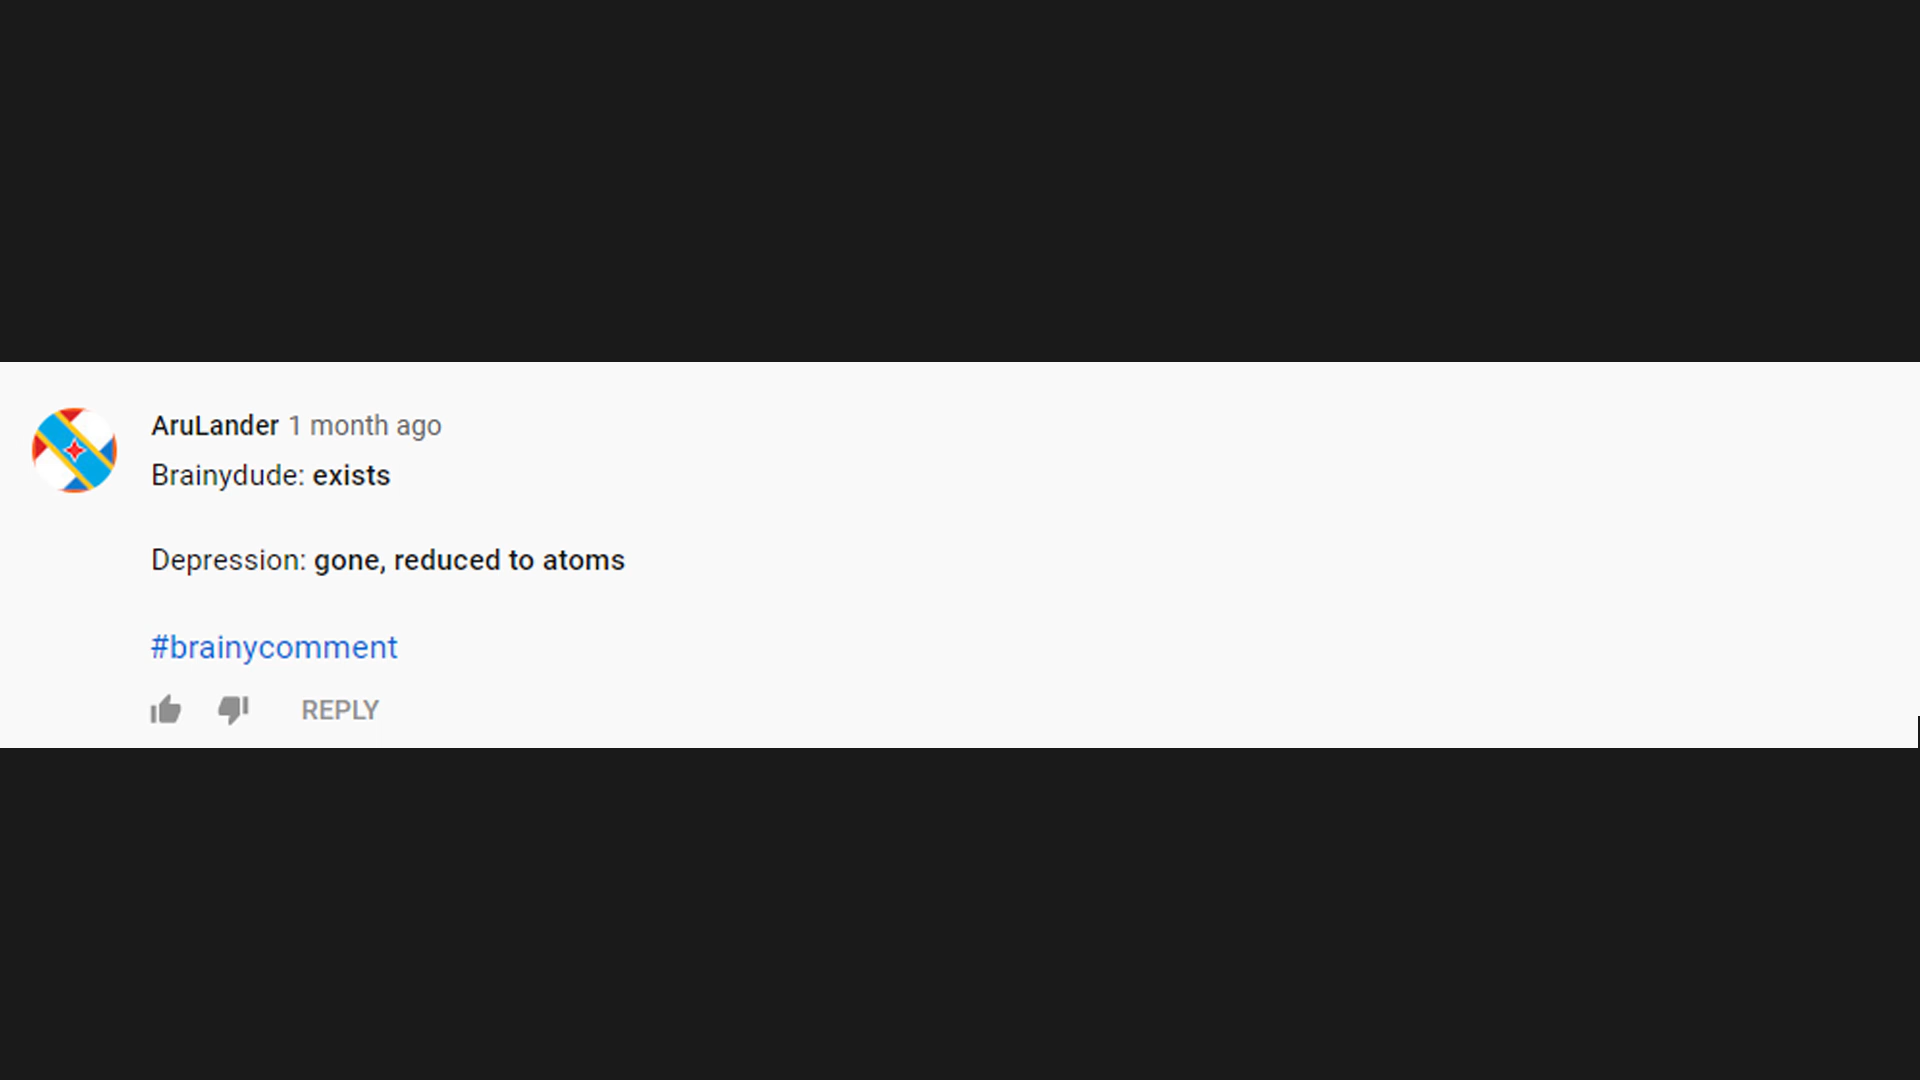 AruLander 1 month ago
Brainydude: exists
Depression: gone, reduced to atoms
#brainycomment
REPLY